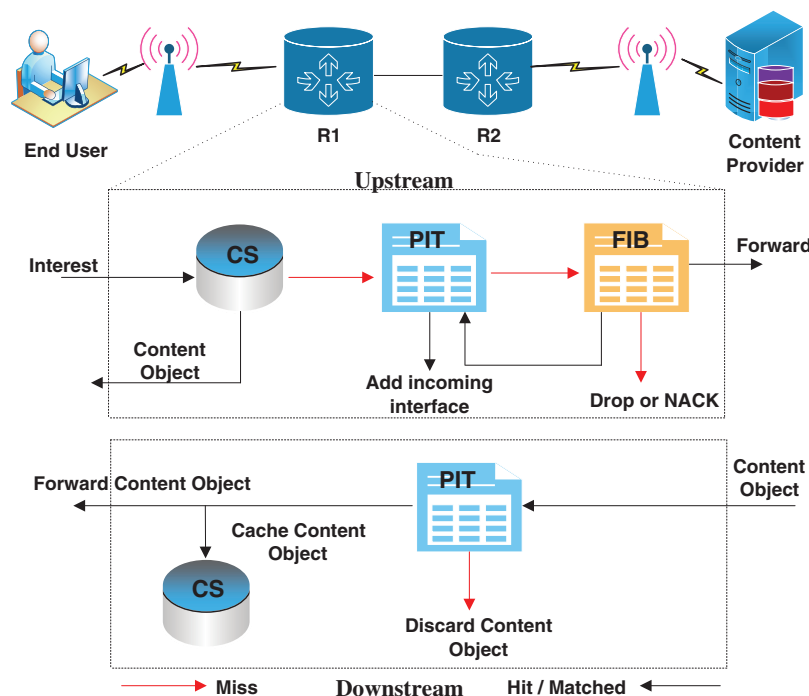 End User
R1
R2
Content
Provider
Upstream
Interest
CS
PIT
FIB
Forward
Content
Object
Add incoming
interface
Drop or NACK
Forward Content Object
PIT
Content
Object
Cache Content
Object
CS
Discard Content
Object
Miss
Downstream
Hit / Matched